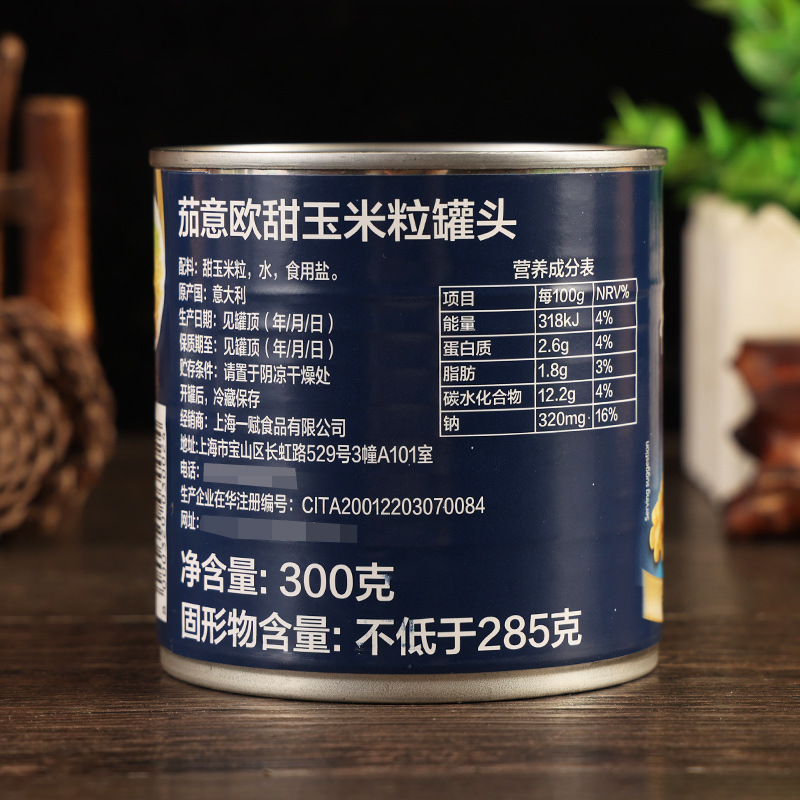 茄意欧甜玉米粒罐头
配料：甜玉米粒，水，食用盐。
原产国：意大利
生产日期：见罐顶（年/月/日）
保质期至：见罐顶（年/月/日）
贮存条件：请置于阴凉干燥处
开罐后，冷藏保存
经销商：上海一赋食品有限公司
地址:上海市宝山区长虹路529号3幢A101室
电话：
生产企业在华注册编号：CITA20012203070084
网址：
净含量: 300克
固形物含量: 不低于285克
营养成分表
项目 每100g NRV%
能量 318kJ 4%
蛋白质 2.6g 4%
脂肪 1.8g 3%
碳水化合物 12.2g 4%
钠 320mg 16%
Serving suggestion